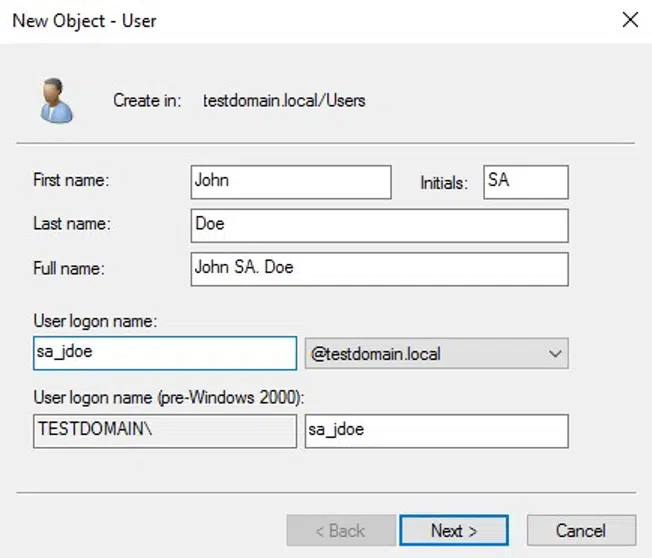 New Object - User
Create in: testdomain.local/Users
First name: John Initials: SA
Last name: Doe
Full name: John SA. Doe
User logon name:
sa_jdoe @testdomain.local
User logon name (pre-Windows 2000):
TESTDOMAIN\ sa_jdoe
< Back Next > Cancel